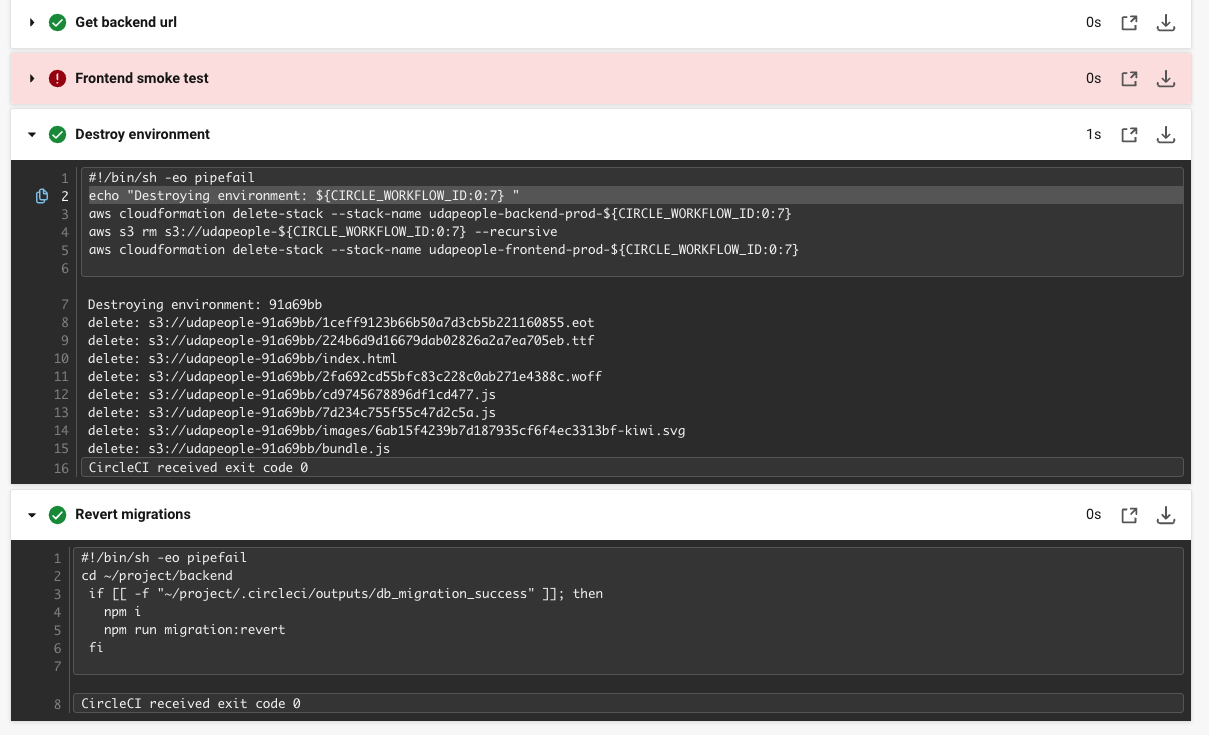 Get backend url 0s
Frontend smoke test 0s
Destroy environment 1s
1 #!/bin/sh -eo pipefail
2 echo "Destroying environment: ${CIRCLE_WORKFLOW_ID:0:7} "
3 aws cloudformation delete-stack --stack-name udapeople-backend-prod-${CIRCLE_WORKFLOW_ID:0:7}
4 aws s3 rm s3://udapeople-${CIRCLE_WORKFLOW_ID:0:7} --recursive
5 aws cloudformation delete-stack --stack-name udapeople-frontend-prod-${CIRCLE_WORKFLOW_ID:0:7}
6
7 Destroying environment: 91a69bb
8 delete: s3://udapeople-91a69bb/1ceff9123b66b50a7d3cb5b221160855.eot
9 delete: s3://udapeople-91a69bb/224b6d9d16679dab02826a2a7ea705eb.ttf
10 delete: s3://udapeople-91a69bb/index.html
11 delete: s3://udapeople-91a69bb/2fa692cd55bfc83c228c0ab271e4388c.woff
12 delete: s3://udapeople-91a69bb/cd9745678896df1cd477.js
13 delete: s3://udapeople-91a69bb/7d234c755f55c47d2c5a.js
14 delete: s3://udapeople-91a69bb/images/6ab15f4239b7d187935cf6f4ec3313bf-kiwi.svg
15 delete: s3://udapeople-91a69bb/bundle.js
16 CircleCI received exit code 0
Revert migrations 0s
1 #!/bin/sh -eo pipefail
2 cd ~/project/backend
3 if [[ -f "~/project/.circleci/outputs/db_migration_success" ]]; then
4 npm i
5 npm run migration:revert
6 fi
7
8 CircleCI received exit code 0